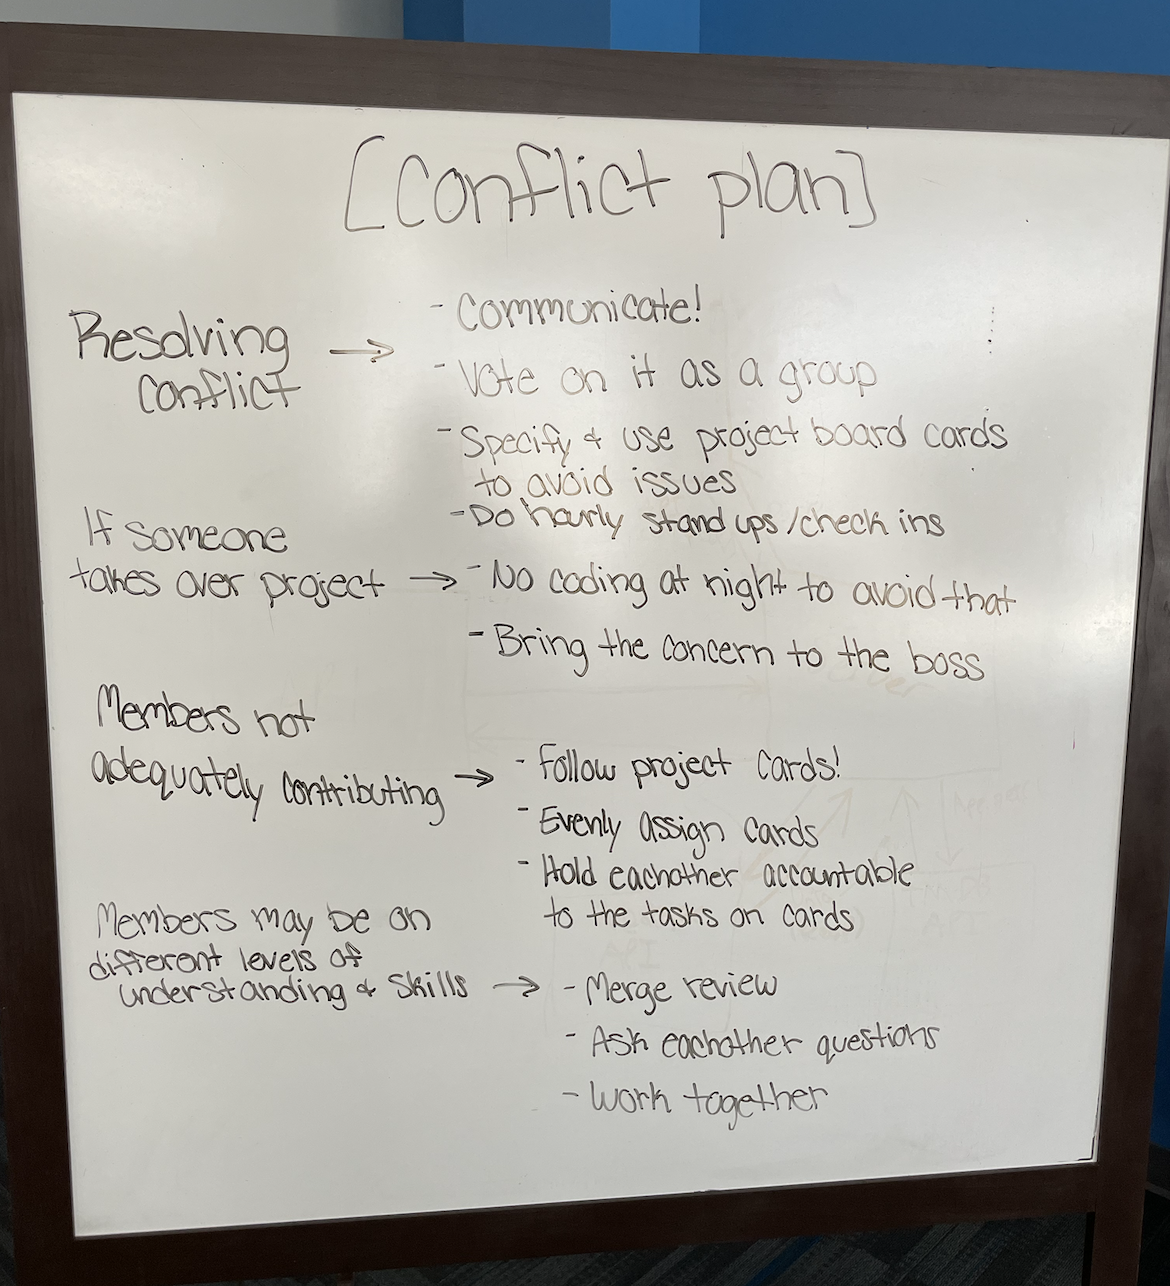 [Conflict plan]
Resolving
conflict →
- Communicate!
- Vote on it as a group
- Specify & use project board cards
to avoid issues
- Do hourly stand ups/check ins
If someone
takes over project →
- No coding at night to avoid that
- Bring the concern to the boss
Members not
adequately contributing →
- Follow project cards!
- Evenly assign cards
- Hold eachother accountable
to the tasks on cards
Members may be on
different levels of
understanding & skills →
- Merge review
- Ask eachother questions
- Work together